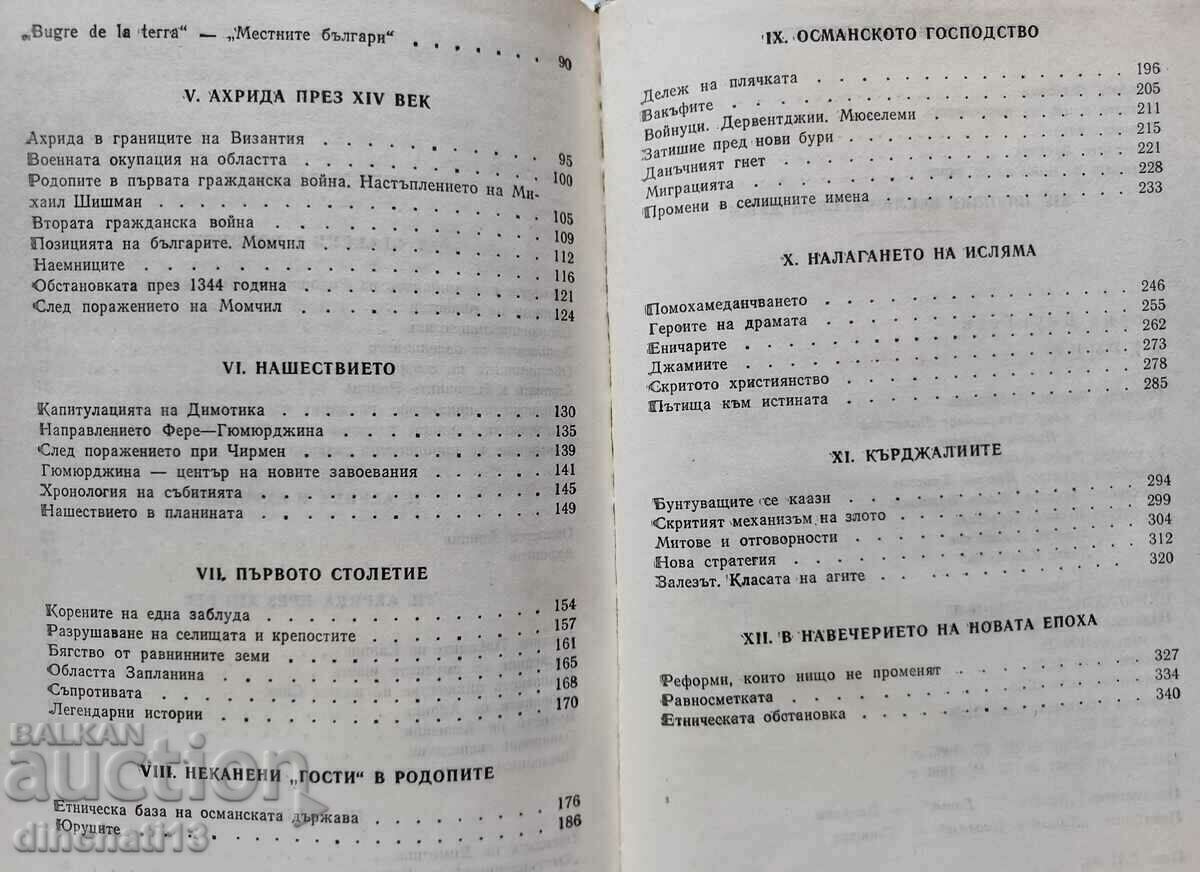 „Bugre de la terra“ — „Местните българи“ . . . . . . 90
V. АХРИДА ПРЕЗ XIV ВЕК
Ахрида в границите на Византия . . . . . . . . 95
Военната окупация на областта . . . . . . . . 100
Родопите в първата гражданска война. Настъплението на Ми-
хаил Шишман . . . . . . . . 105
Втората гражданска война . . . . . . . . 109
Позицията на българите. Момчил . . . . . . . . 112
Наемниците . . . . . . . . 116
Обстановката през 1344 година . . . . . . . . 121
След поражението на Момчил . . . . . . . . 124
VI. НАШЕСТВИЕТО
Капитулацията на Димотика . . . . . . . . 130
Направлението Фере—Гюмюрджина . . . . . . . . 135
След поражението при Чирмен . . . . . . . . 139
Гюмюрджина — център на новите завоевания . . . . . . . . 141
Хронология на събитията . . . . . . . . 145
Нашествието в планината . . . . . . . . 149
VII. ПЪРВОТО СТОЛЕТИЕ
Корените на една заблуда . . . . . . . . 154
Разрушаване на селищата и крепостите . . . . . . . . 157
Бягство от равнинните земи . . . . . . . . 161
Областта Запланина . . . . . . . . 165
Съпротивата . . . . . . . . 168
Легендарни истории . . . . . . . . 170
VIII. НЕКАНЕНИ „ГОСТИ“ В РОДОПИТЕ
Етническа база на османската държава . . . . . . . . 176
Юруците . . . . . . . . 186
IX. ОСМАНСКОТО ГОСПОДСТВО
Дележ на плячката . . . . . . . . 196
Вакъфите . . . . . . . . 205
Войнуци. Дервентджии. Мюселеми . . . . . . . . 211
Затишие пред нови бури . . . . . . . . 215
Данъчният гнет . . . . . . . . 221
Миграцията . . . . . . . . 228
Промени в селищните имена . . . . . . . . 233
X. НАЛАГАНЕТО НА ИСЛЯМА
Помохамеданчването . . . . . . . . 246
Героите на драмата . . . . . . . . 255
Еничарите . . . . . . . . 262
Джамиите . . . . . . . . 273
Скритото християнство . . . . . . . . 278
Пътища към истината . . . . . . . . 285
XI. КЪРДЖАЛИИТЕ
Бунтуващите се каази . . . . . . . . 294
Скритият механизъм на злото . . . . . . . . 299
Митове и отговорности . . . . . . . . 304
Нова стратегия . . . . . . . . 312
Залезът. Класата на агите . . . . . . . . 320
XII. В НАВЕЧЕРИЕТО НА НОВАТА ЕПОХА
Реформи, които нищо не променят . . . . . . . . 327
Равносметката . . . . . . . . 334
Етническата обстановка . . . . . . . . 340
BALKAN
auction
dihenatri13